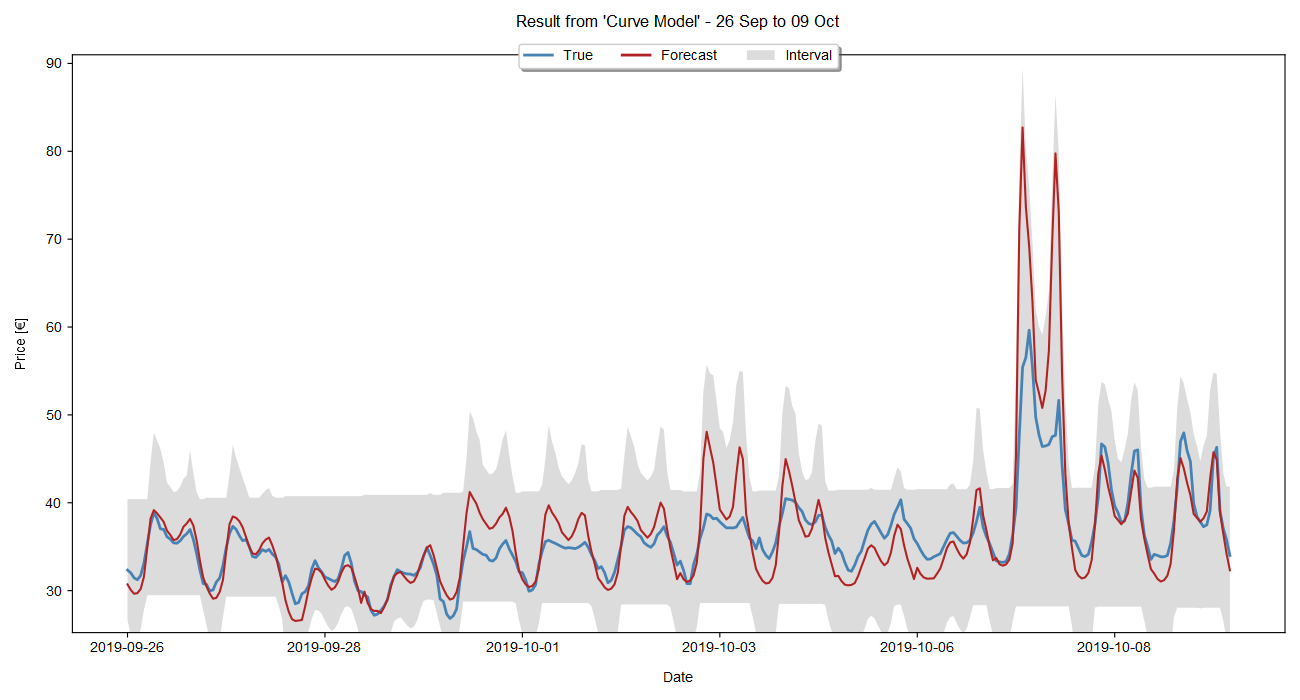 Result from 'Curve Model' - 26 Sep to 09 Oct
True Forecast Interval
90
80
70
60
50
40
30
Price [€]
2019-09-26 2019-09-28 2019-10-01 2019-10-03 2019-10-06 2019-10-08
Date